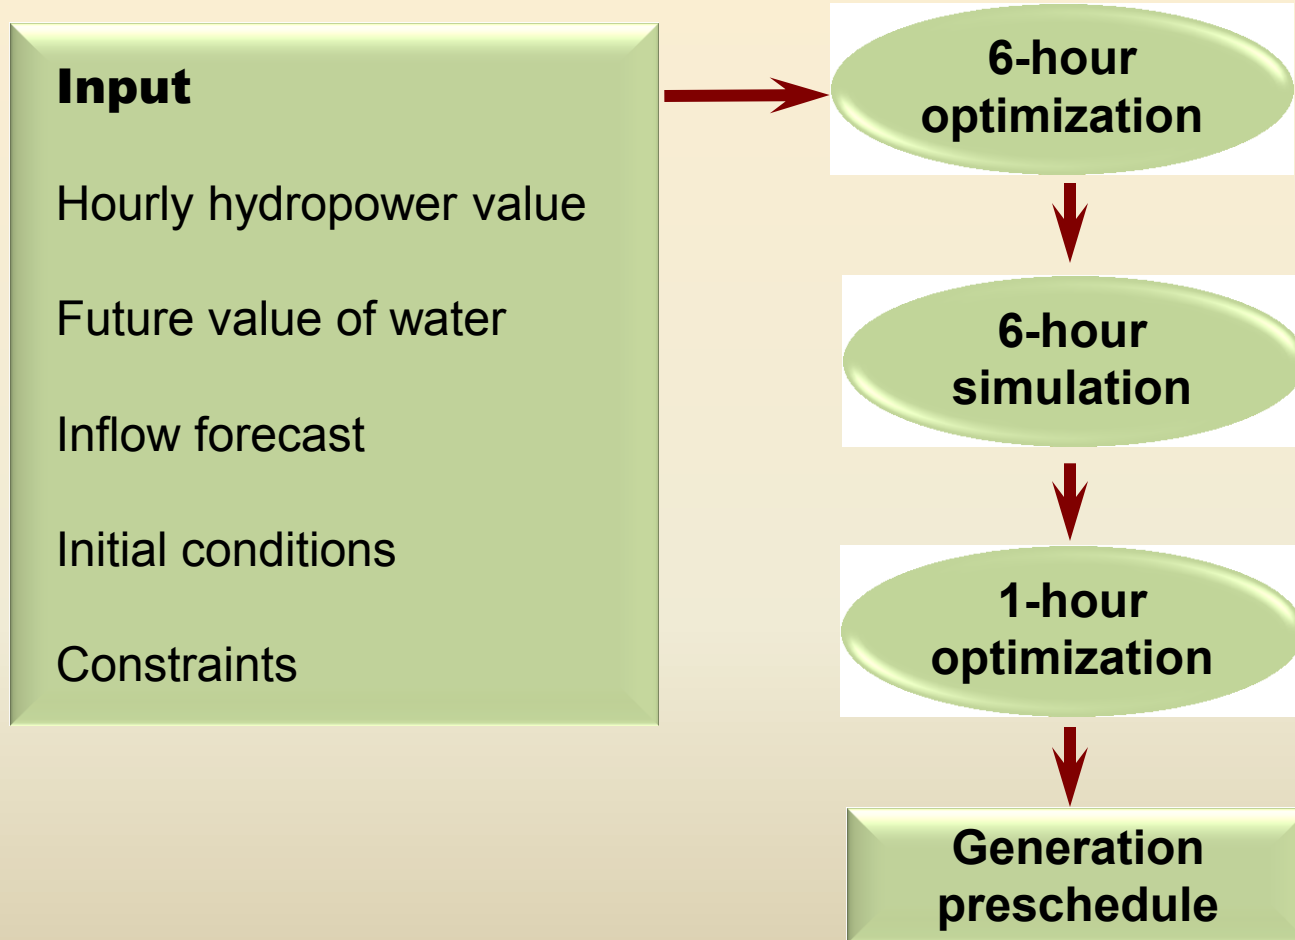 Input
Hourly hydropower value
Future value of water
Inflow forecast
Initial conditions
Constraints
6-hour
optimization
6-hour
simulation
1-hour
optimization
Generation
preschedule